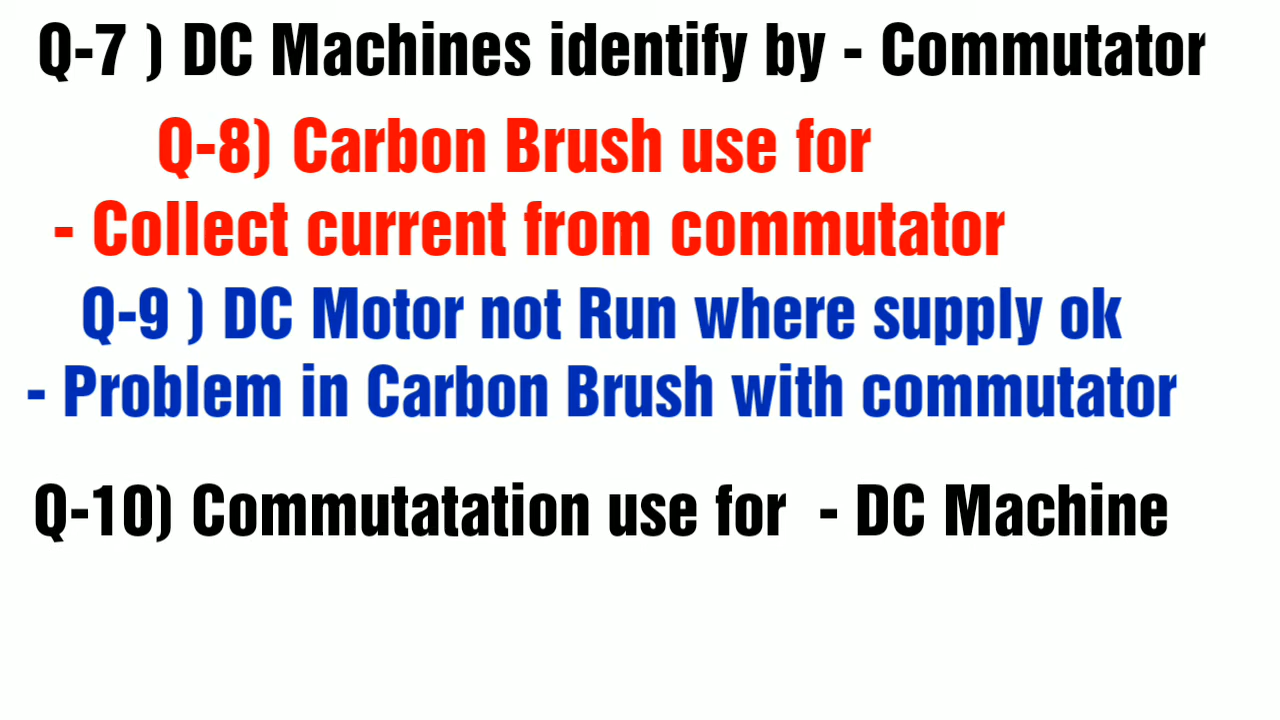 Q-7 ) DC Machines identify by - Commutator
Q-8) Carbon Brush use for
- Collect current from commutator
Q-9 ) DC Motor not Run where supply ok
- Problem in Carbon Brush with commutator
Q-10) Commutatation use for - DC Machine